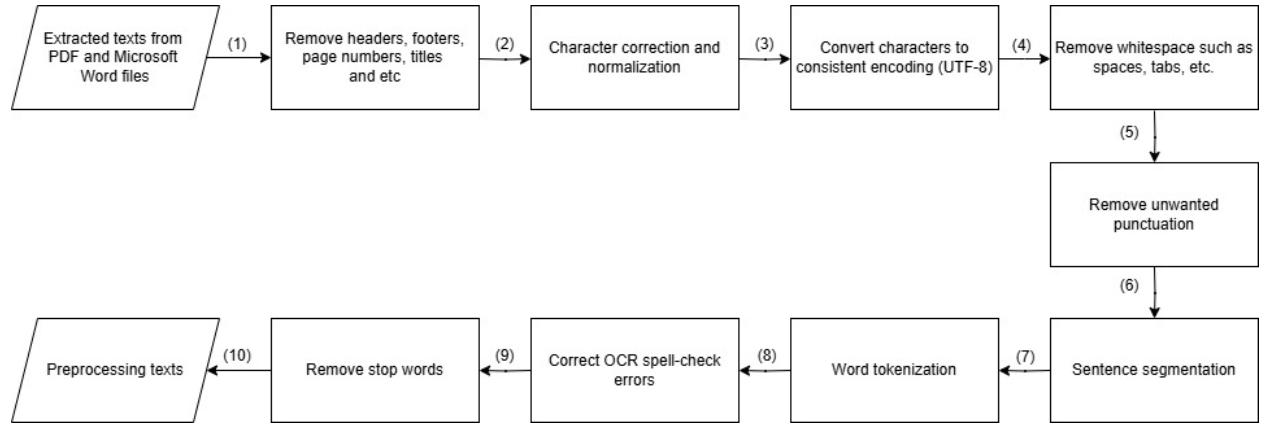 Extracted texts from
PDF and Microsoft
Word files
(1)
Remove headers, footers,
page numbers, titles
and etc
(2)
Character correction and
normalization
(3)
Convert characters to
consistent encoding (UTF-8)
(4)
Remove whitespace such as
spaces, tabs, etc.
(5)
Remove unwanted
punctuation
(6)
Sentence segmentation
(7)
Word tokenization
(8)
Correct OCR spell-check
errors
(9)
Remove stop words
(10)
Preprocessing texts